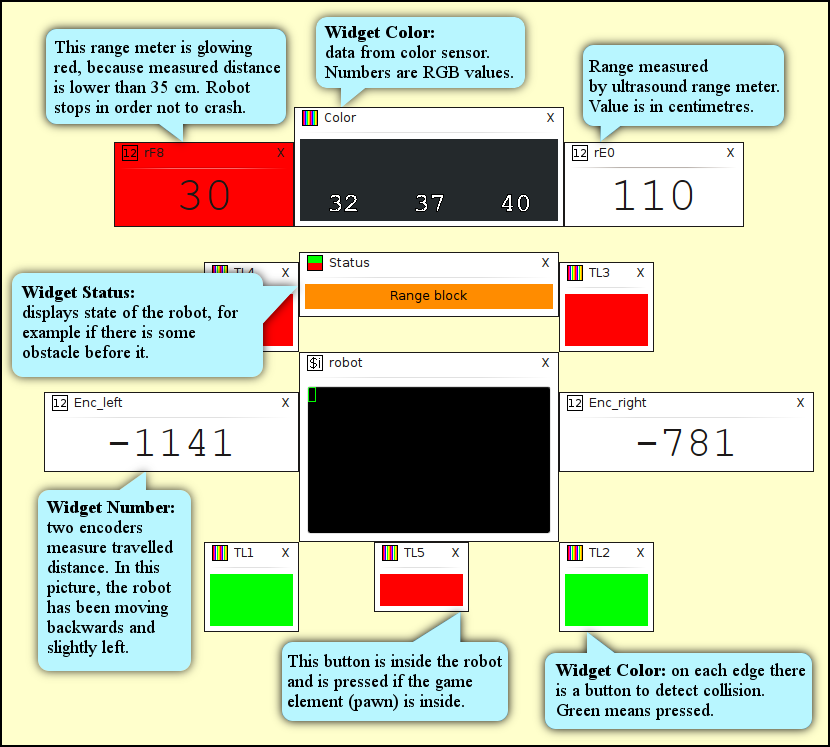 This range meter is glowing
red, because measured distance
is lower than 35 cm. Robot
stops in order not to crash.
Widget Color:
data from color sensor.
Numbers are RGB values.
Range measured
by ultrasound range meter.
Value is in centimetres.
12 rF8 X
30
Color X
32 37 40
12 rE0 X
110
TL4 X
Status X
Range block
TL3 X
Widget Status:
displays state of the robot, for
example if there is some
obstacle before it.
$i robot X
12 Enc_left X
-1141
12 Enc_right X
-781
Widget Number:
two encoders
measure travelled
distance. In this
picture, the robot
has been moving
backwards and
slightly left.
TL1 X
TL5 X
TL2 X
This button is inside the robot
and is pressed if the game
element (pawn) is inside.
Widget Color: on each edge there
is a button to detect collision.
Green means pressed.